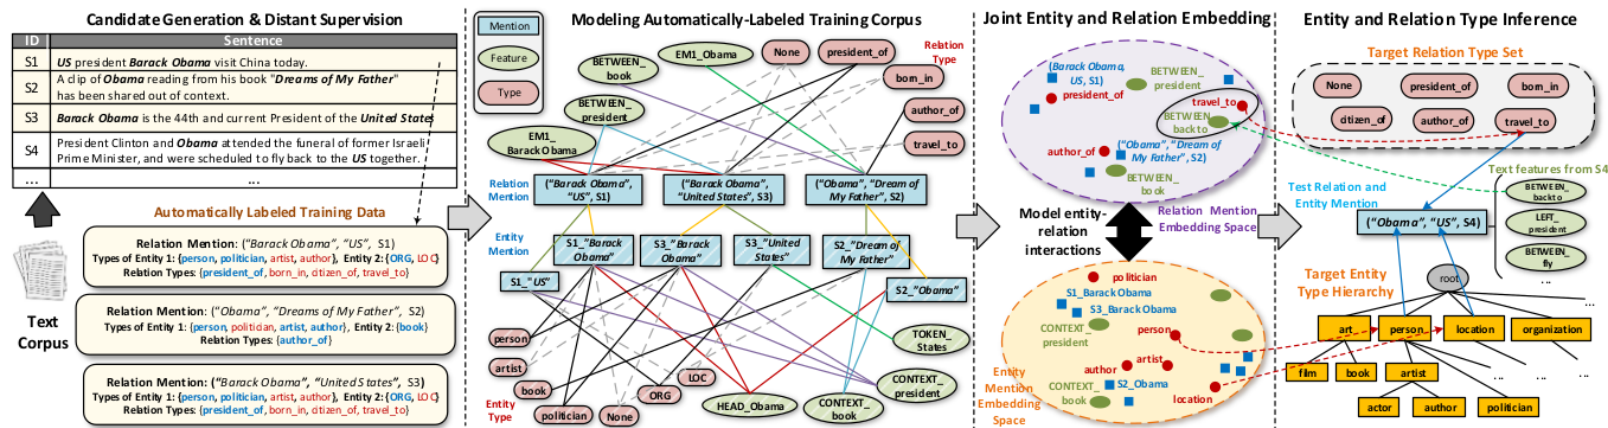 Candidate Generation & Distant Supervision
ID Sentence
S1 US president Barack Obama visit China today.
S2 A clip of Obama reading from his book "Dreams of My Father"
has been shared out of context.
S3 Barack Obama is the 44th and current President of the United States
S4 President Clinton and Obama attended the funeral of former Israeli
Prime Minister, and were scheduled to fly back to the US together.
... ...
Text
Corpus
Automatically Labeled Training Data
Relation Mention: ("Barack Obama", "US", S1)
Types of Entity 1: {person, politician, artist, author}, Entity 2: {ORG, LOC}
Relation Types: {president_of, born_in, citizen_of, travel_to}
Relation Mention: ("Obama", "Dreams of My Father", S2)
Types of Entity 1: {person, politician, artist, author}, Entity 2: {book}
Relation Types: {author_of}
Relation Mention: ("Barack Obama", "United States", S3)
Types of Entity 1: {person, politician, artist, author}, Entity 2: {ORG, LOC}
Relation Types: {president_of, born_in, citizen_of, travel_to}
Modeling Automatically-Labeled Training Corpus
Mention
Feature
Type
BETWEEN_
book
EM1_Obama
None
president_of
Relation
Type
born_in
author_of
travel_to
BETWEEN_
president
EM1_
Barack Obama
Relation
Mention
("Barack Obama",
"US", S1)
("Barack Obama",
"United States", S3)
("Obama", "Dream of
My Father", S2)
Entity
Mention
S1_"Barack
Obama"
S3_"Barack
Obama"
S3_"United
States"
S2_"Dream of
My Father"
S1_"US"
S2_"Obama"
person
artist
book
politician
None
ORG
LOC
Entity
Type
HEAD_Obama
CONTEXT_
book
CONTEXT_
president
TOKEN_
States
Joint Entity and Relation Embedding
(Barack Obama,
US, S1)
BETWEEN_
president
president_of
travel_to
BETWEEN_
back to
author_of
("Obama", "Dream of
My Father", S2)
BETWEEN_
book
Model entity-
relation
interactions
Relation Mention
Embedding Space
politician
S1_Barack Obama
S3_Barack Obama
CONTEXT_
president
person
artist
author
CONTEXT_
book
S2_Obama
location
Entity
Mention
Embedding
Space
Entity and Relation Type Inference
Target Relation Type Set
None
president_of
born_in
citizen_of
author_of
travel_to
Text features from S4
Test Relation and
Entity Mention
("Obama", "US", S4)
BETWEEN_
back to
LEFT_
president
BETWEEN_
fly
...
Target Entity
Type Hierarchy
root
...
art
person
location
organization
film
book
artist
...
...
...
actor
author
politician